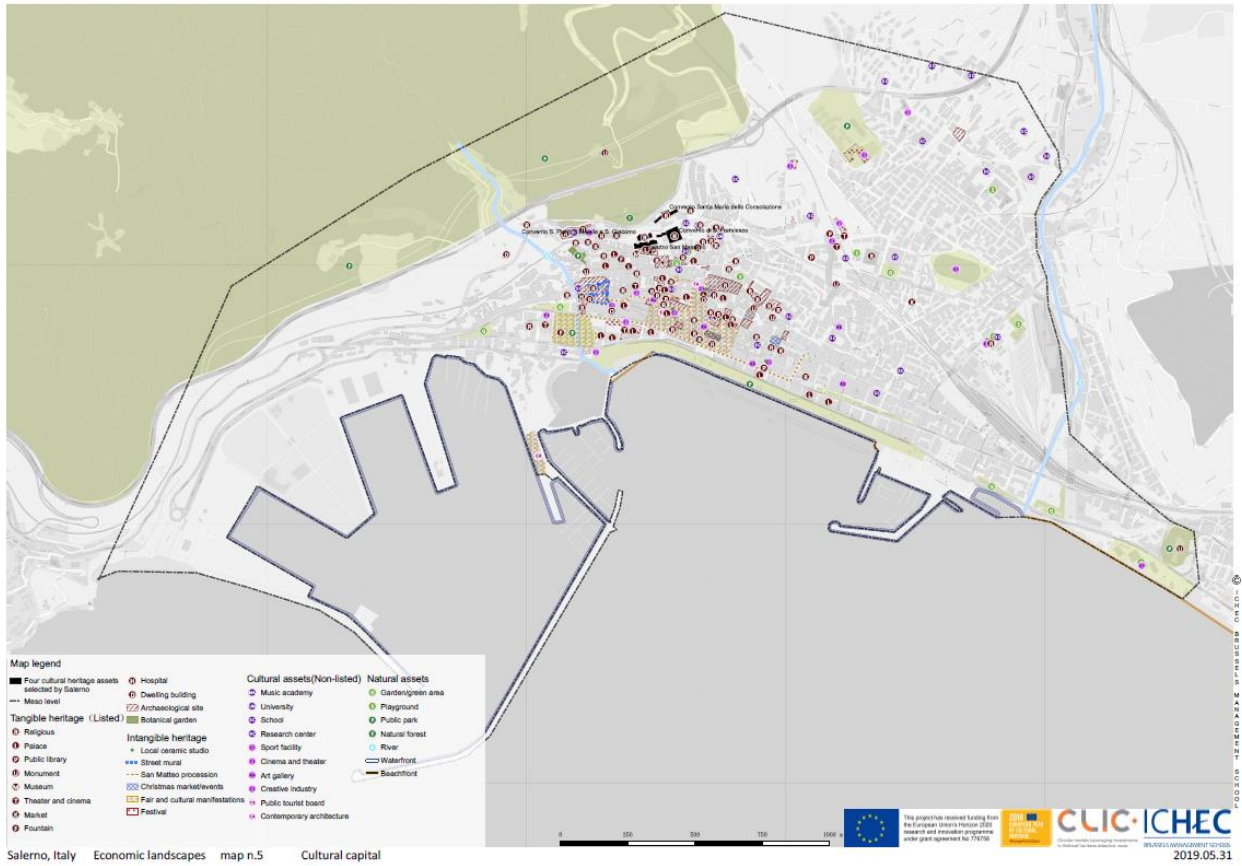 Convento Santa Maria della Consolazione
Map legend
Four cultural heritage assets
selected by Salerno
Meso level
Tangible heritage (Listed)
Religious
Palace
Public library
Monument
Museum
Theater and cinema
Market
Fountain
Hospital
Dwelling building
Archaeological site
Botanical garden
Intangible heritage
Local ceramic studio
Street mural
San Matteo procession
Christmas market/events
Fair and cultural manifestations
Festival
Cultural assets(Non-listed)
Music academy
University
School
Research center
Sport facility
Cinema and theater
Art gallery
Creative industry
Public tourist board
Contemporary architecture
Natural assets
Garden/green area
Playground
Public park
Natural forest
River
Waterfront
Beachfront
0 250 500 750 1000
This project has received funding from
the European Union's Horizon 2020
research and innovation programme
under grant agreement No 776758
2018
EUROPEAN YEAR
OF CULTURAL
HERITAGE
CLIC·ICHEC
BRUSSELS MANAGEMENT SCHOOL
© ICHEC BRUSSELS MANAGEMENT SCHOOL
Salerno, Italy Economic landscapes map n.5 Cultural capital
2019.05.31